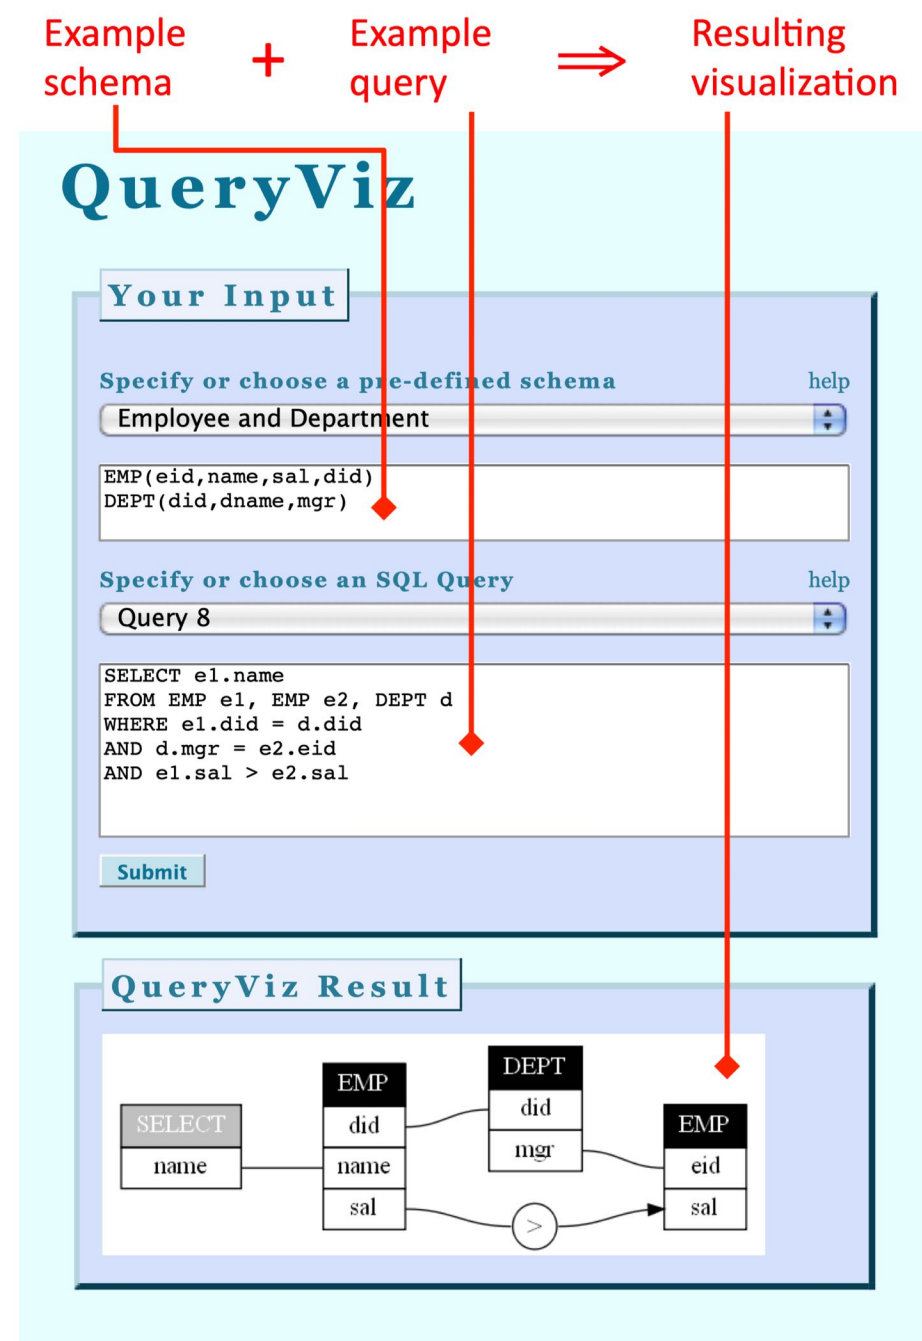 Example schema
+
Example query
⇒
Resulting visualization
QueryViz
Your Input
Specify or choose a pre-defined schema
help
Employee and Department
EMP(eid,name,sal,did)
DEPT(did,dname,mgr)
Specify or choose an SQL Query
help
Query 8
SELECT e1.name
FROM EMP e1, EMP e2, DEPT d
WHERE e1.did = d.did
AND d.mgr = e2.eid
AND e1.sal > e2.sal
Submit
QueryViz Result
SELECT
name
EMP
did
name
sal
DEPT
did
mgr
>
EMP
eid
sal